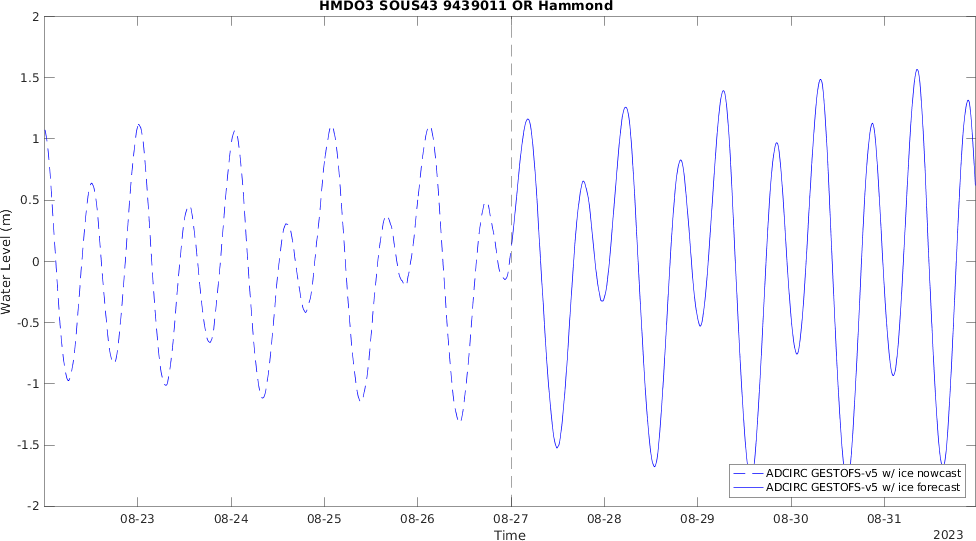 HMDO3 SOUS43 9439011 OR Hammond
2
1.5
1
0.5
0
-0.5
-1
-1.5
-2
Water Level (m)
08-23 08-24 08-25 08-26 08-27 08-28 08-29 08-30 08-31
Time
2023
ADCIRC GESTOFS-v5 w/ ice nowcast
ADCIRC GESTOFS-v5 w/ ice forecast